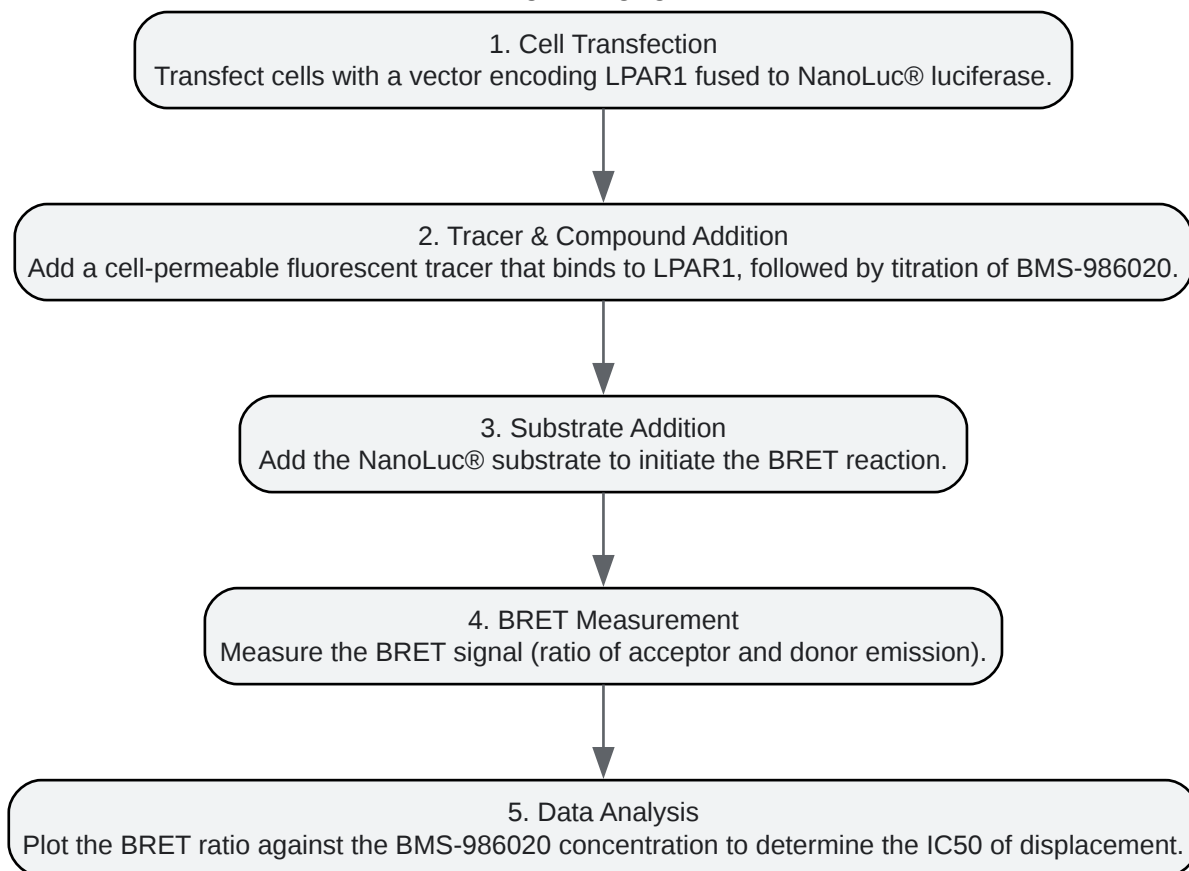 1. Cell Transfection
Transfect cells with a vector encoding LPAR1 fused to NanoLuc® luciferase.
2. Tracer & Compound Addition
Add a cell-permeable fluorescent tracer that binds to LPAR1, followed by titration of BMS-986020.
3. Substrate Addition
Add the NanoLuc® substrate to initiate the BRET reaction.
4. BRET Measurement
Measure the BRET signal (ratio of acceptor and donor emission).
5. Data Analysis
Plot the BRET ratio against the BMS-986020 concentration to determine the IC50 of displacement.